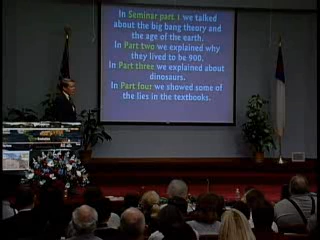 In Seminar part 1 we talked
about the big bang theory and
the age of the earth.
In Part two we explained why
they lived to be 900.
In Part three we explained about
dinosaurs.
In Part four we showed some of
the lies in the textbooks.